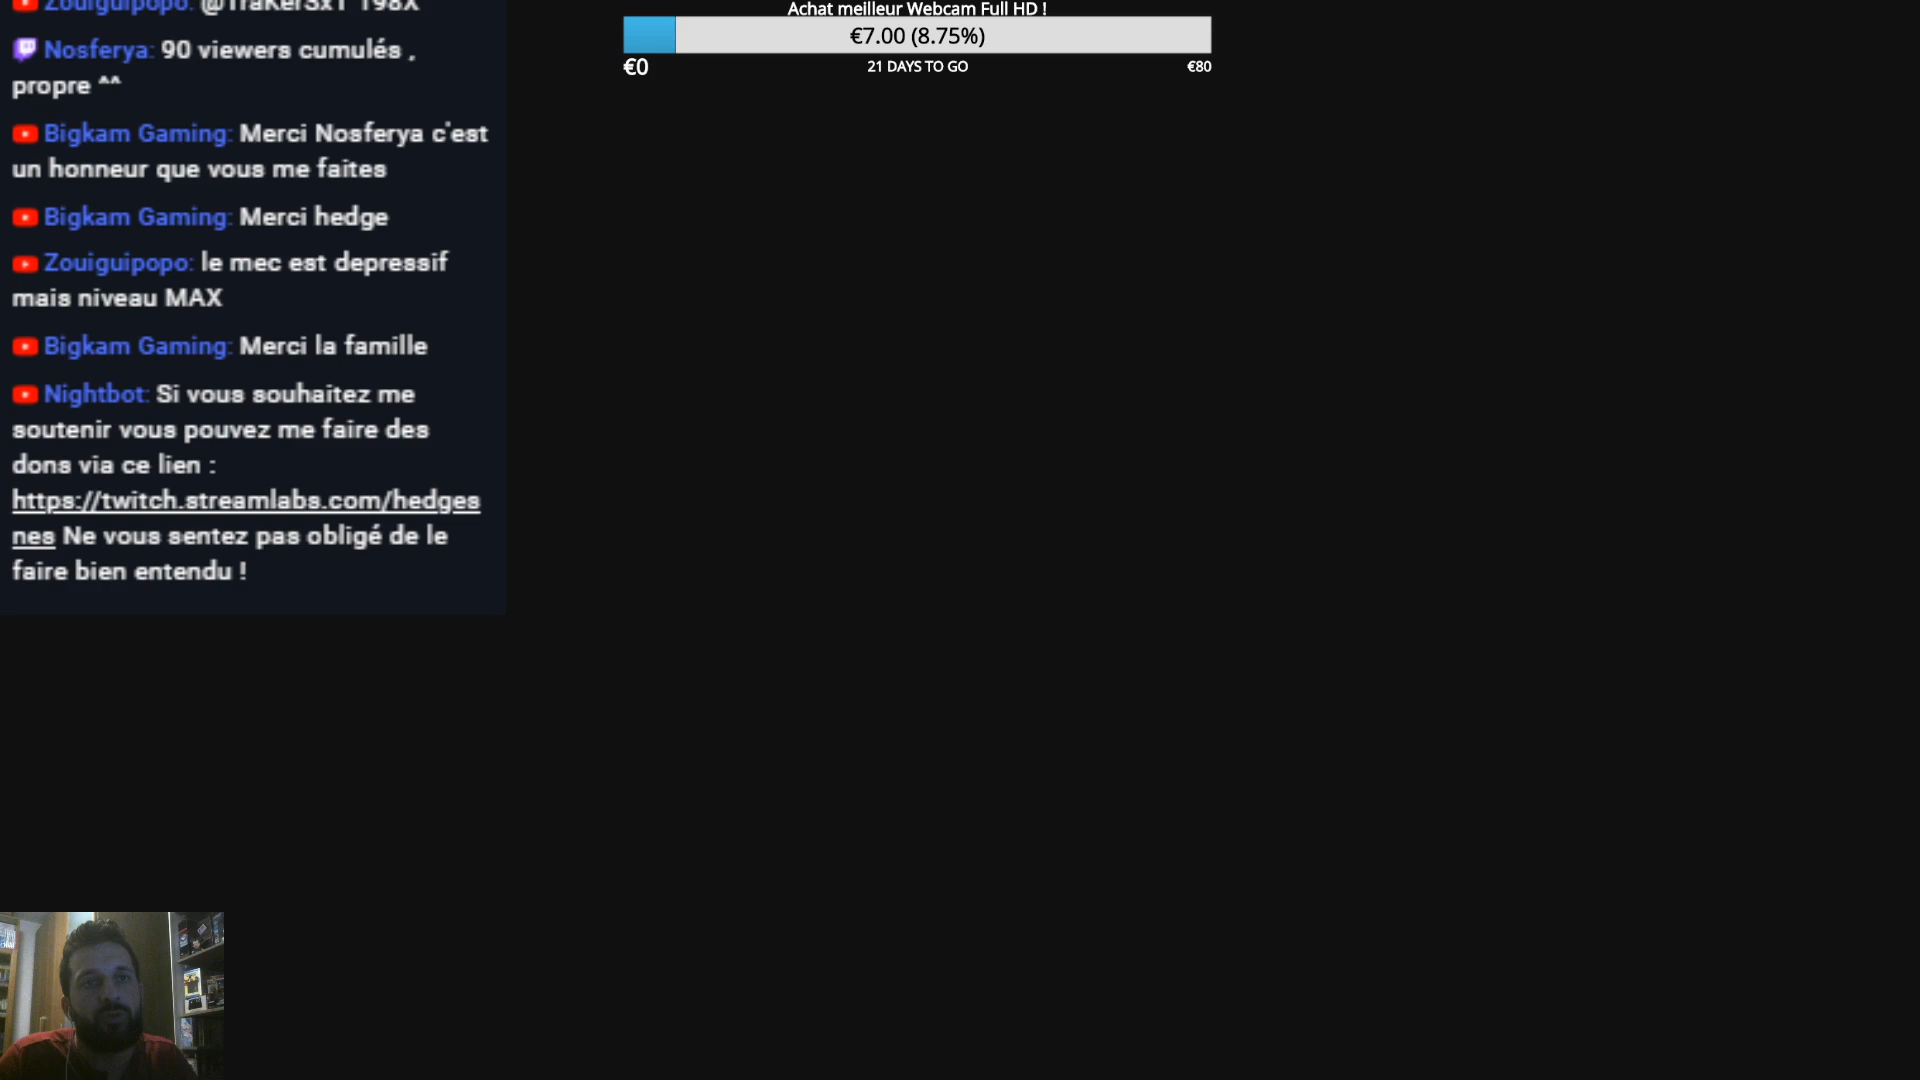 Zouiguipopo: @TraKerSXT 198X
Nosferya: 90 viewers cumulés ,
propre ^^
Bigkam Gaming: Merci Nosferya c'est
un honneur que vous me faites
Bigkam Gaming: Merci hedge
Zouiguipopo: le mec est depressif
mais niveau MAX
Bigkam Gaming: Merci la famille
Nightbot: Si vous souhaitez me
soutenir vous pouvez me faire des
dons via ce lien :
https://twitch.streamlabs.com/hedges
nes Ne vous sentez pas obligé de le
faire bien entendu !
Achat meilleur Webcam Full HD !
€7.00 (8.75%)
€0 21 DAYS TO GO €80